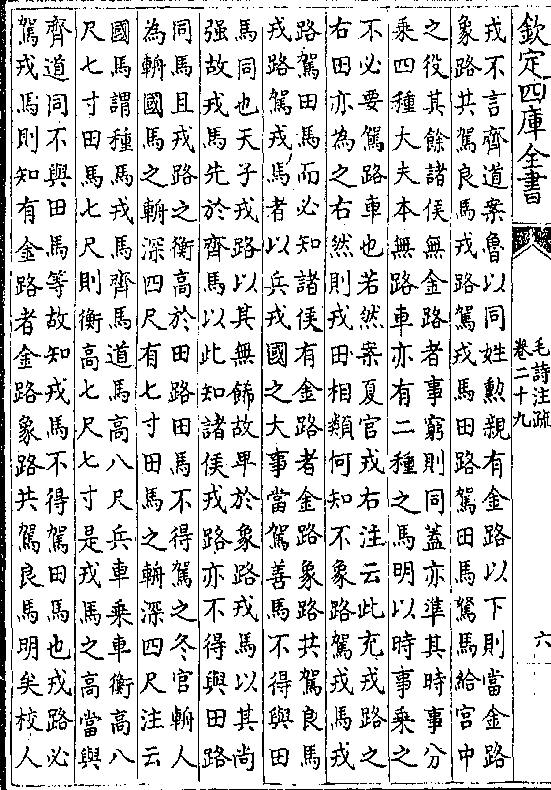 欽定四庫全書
毛詩注疏
卷二十九
六
戎不言齊道案魯以同姓勲親有金路以下則當金路
象路共駕良馬戎路駕戎馬田路駕田馬駑馬給宮中
之役其餘諸侯無金路者事窮則同蓋亦準其時事分
乘四種大夫本無路車亦有二種之馬明以時事乘之
不必要駕路車也若然案夏官戎右注云此充戎路之
右田亦為之右然則戎田相類何知不象路駕戎馬戎
路駕田馬而必知諸侯有金路者金路象路共駕良馬
戎路駕戎馬者以兵戎國之大事當駕善馬不得與田
馬同也天子戎路以其無飾故卑於象路戎馬以其尚
强故戎馬先於齊馬以此知諸侯戎路亦不得與田路
同馬且戎路之衡高於田路田馬不得駕之冬官輈人
為輈國馬之輈深四尺有七寸田馬之輈深四尺注云
國馬謂種馬戎馬齊馬道馬高八尺兵車乘車衡高八
尺七寸田馬七尺則衡高七尺七寸是戎馬之高當與
齊道同不與田馬等故知戎馬不得駕田馬也戎路必
駕戎馬則知有金路者金路象路共駕良馬明矣校人